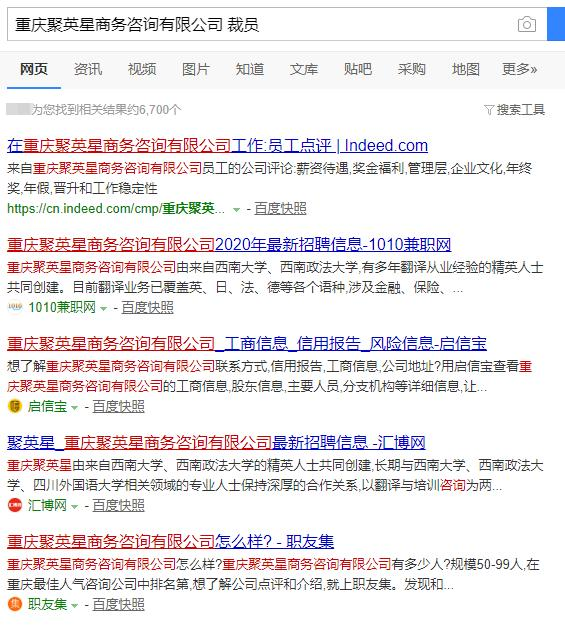 重庆聚英星商务咨询有限公司 裁员
网页 资讯 视频 图片 知道 文库 贴吧 采购 地图 更多»
为您找到相关结果约6,700个 搜索工具
在重庆聚英星商务咨询有限公司工作:员工点评 | Indeed.com
来自重庆聚英星商务咨询有限公司员工的公司评论:薪资待遇,奖金福利,管理层,企业文化,年终
奖,年假,晋升和工作稳定性
https://cn.indeed.com/cmp/重庆聚英... - 百度快照
重庆聚英星商务咨询有限公司2020年最新招聘信息-1010兼职网
重庆聚英星商务咨询有限公司由来自西南大学、西南政法大学,有多年翻译从业经验的精英人士
共同创建。目前翻译业务已覆盖英、日、法、德等各个语种,涉及金融、保险、...
1010 1010兼职网 - 百度快照
重庆聚英星商务咨询有限公司_工商信息_信用报告_风险信息-启信宝
想了解重庆聚英星商务咨询有限公司联系方式,信用报告,工商信息,公司地址?用启信宝查看重
庆聚英星商务咨询有限公司的工商信息,股东信息,主要人员,分支机构等详细信息,让...
启信宝 - 百度快照
聚英星_重庆聚英星商务咨询有限公司最新招聘信息 -汇博网
重庆聚英星由来自西南大学、西南政法大学的精英人士共同创建,长期与西南大学、西南政法大
学、四川外国语大学相关领域的专业人士保持深厚的合作关系,以翻译与培训咨询为两...
汇博网 - 百度快照
重庆聚英星商务咨询有限公司怎么样? - 职友集
重庆聚英星商务咨询有限公司怎么样?重庆聚英星商务咨询有限公司有多少人?规模50-99人,在
重庆最佳人气咨询公司中排名第,想了解公司点评和介绍,就上职友集。发现和...
集 职友集 - 百度快照